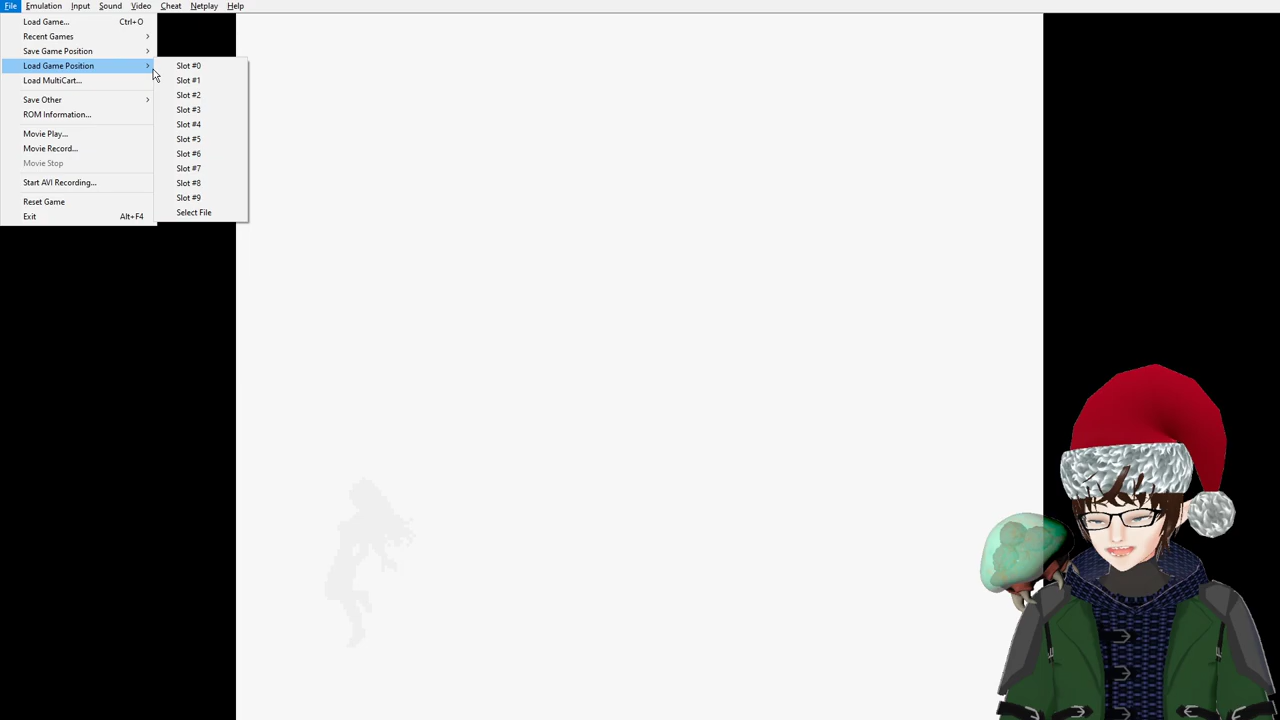 File Emulation Input Sound Video Cheat Netplay Help
Load Game... Ctrl+O
Recent Games
Save Game Position
Load Game Position
Load MultiCart...
Save Other
ROM Information...
Movie Play...
Movie Record...
Movie Stop
Start AVI Recording...
Reset Game
Exit Alt+F4
Slot #0
Slot #1
Slot #2
Slot #3
Slot #4
Slot #5
Slot #6
Slot #7
Slot #8
Slot #9
Select File